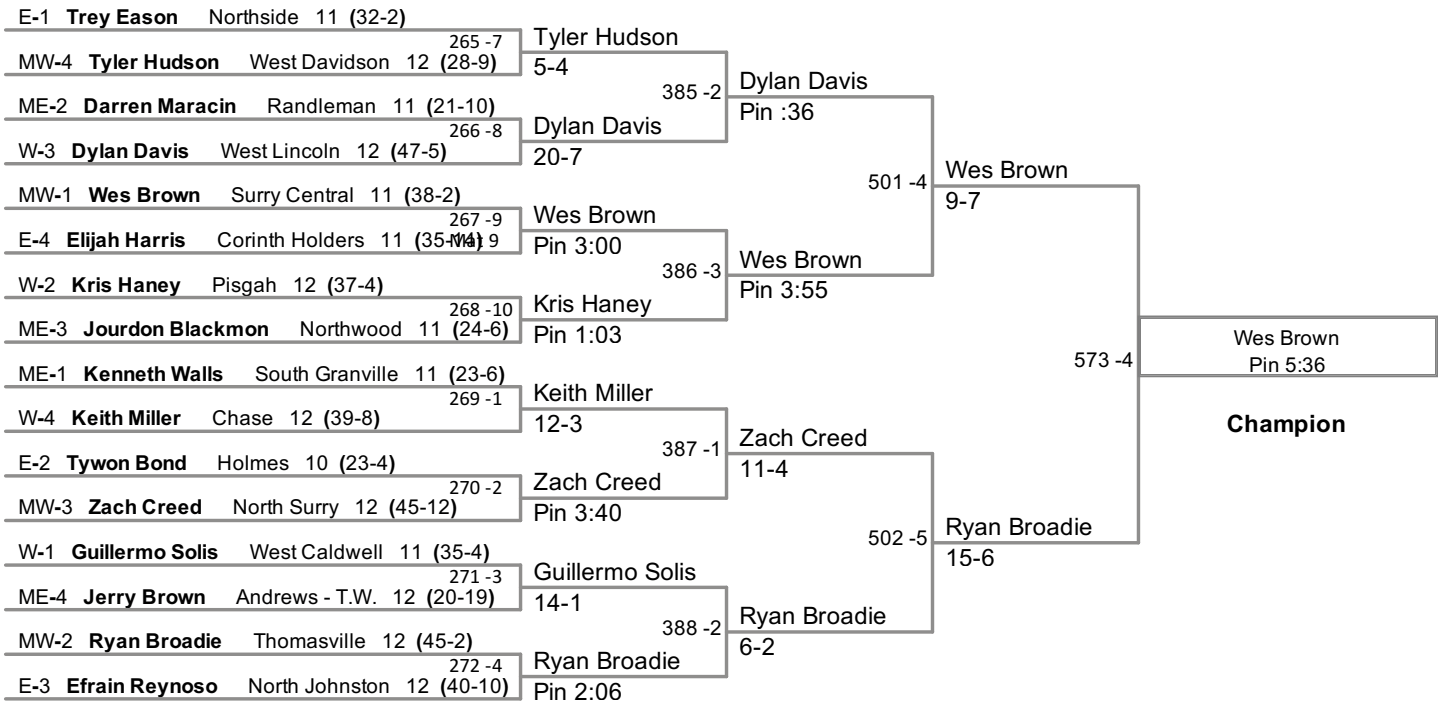 E-1 Trey Eason Northside 11 (32-2)
265 -7
MW-4 Tyler Hudson West Davidson 12 (28-9)
ME-2 Darren Maracin Randleman 11 (21-10)
266 -8
W-3 Dylan Davis West Lincoln 12 (47-5)
MW-1 Wes Brown Surry Central 11 (38-2)
267 -9
E-4 Elijah Harris Corinth Holders 11 (35-14) Mat 9
W-2 Kris Haney Pisgah 12 (37-4)
268 -10
ME-3 Jourdon Blackmon Northwood 11 (24-6)
ME-1 Kenneth Walls South Granville 11 (23-6)
269 -1
W-4 Keith Miller Chase 12 (39-8)
E-2 Tywon Bond Holmes 10 (23-4)
270 -2
MW-3 Zach Creed North Surry 12 (45-12)
W-1 Guillermo Solis West Caldwell 11 (35-4)
271 -3
ME-4 Jerry Brown Andrews - T.W. 12 (20-19)
MW-2 Ryan Broadie Thomasville 12 (45-2)
272 -4
E-3 Efrain Reynoso North Johnston 12 (40-10)
Tyler Hudson
5-4
385 -2
Dylan Davis
20-7
Wes Brown
Pin 3:00
386 -3
Kris Haney
Pin 1:03
Keith Miller
12-3
387 -1
Zach Creed
Pin 3:40
Guillermo Solis
14-1
388 -2
Ryan Broadie
Pin 2:06
Dylan Davis
Pin :36
501 -4
Wes Brown
Pin 3:55
Zach Creed
11-4
502 -5
Ryan Broadie
6-2
Wes Brown
9-7
573 -4
Ryan Broadie
15-6
Wes Brown
Pin 5:36
Champion